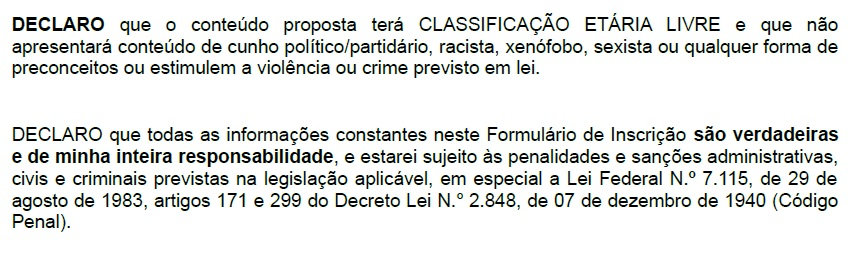 DECLARO que o conteúdo proposta terá CLASSIFICAÇÃO ETÁRIA LIVRE e que não
apresentará conteúdo de cunho político/partidário, racista, xenófobo, sexista ou qualquer forma de
preconceitos ou estimulem a violência ou crime previsto em lei.
DECLARO que todas as informações constantes neste Formulário de Inscrição são verdadeiras
e de minha inteira responsabilidade, e estarei sujeito às penalidades e sanções administrativas,
civis e criminais previstas na legislação aplicável, em especial a Lei Federal N.º 7.115, de 29 de
agosto de 1983, artigos 171 e 299 do Decreto Lei N.° 2.848, de 07 de dezembro de 1940 (Código
Penal).